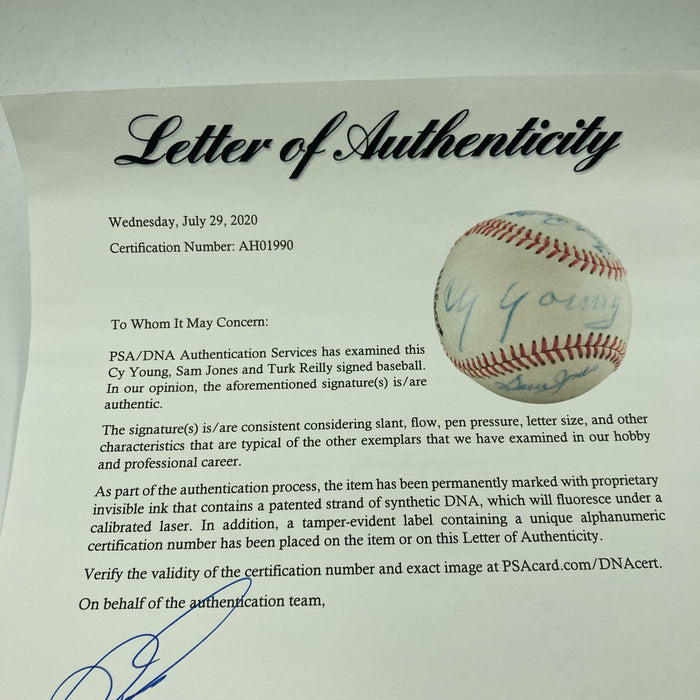 Letter of Authenticity
Wednesday, July 29, 2020
Certification Number: AH01990
Cy Young
Sam Jones
To Whom It May Concern:
PSA/DNA Authentication Services has examined this
Cy Young, Sam Jones and Turk Reilly signed baseball.
In our opinion, the aforementioned signature(s) is/are
authentic.
The signature(s) is/are consistent considering slant, flow, pen pressure, letter size, and other
characteristics that are typical of the other exemplars that we have examined in our hobby
and professional career.
As part of the authentication process, the item has been permanently marked with proprietary
invisible ink that contains a patented strand of synthetic DNA, which will fluoresce under a
calibrated laser. In addition, a tamper-evident label containing a unique alphanumeric
certification number has been placed on the item or on this Letter of Authenticity.
Verify the validity of the certification number and exact image at PSAcard.com/DNAcert.
On behalf of the authentication team,